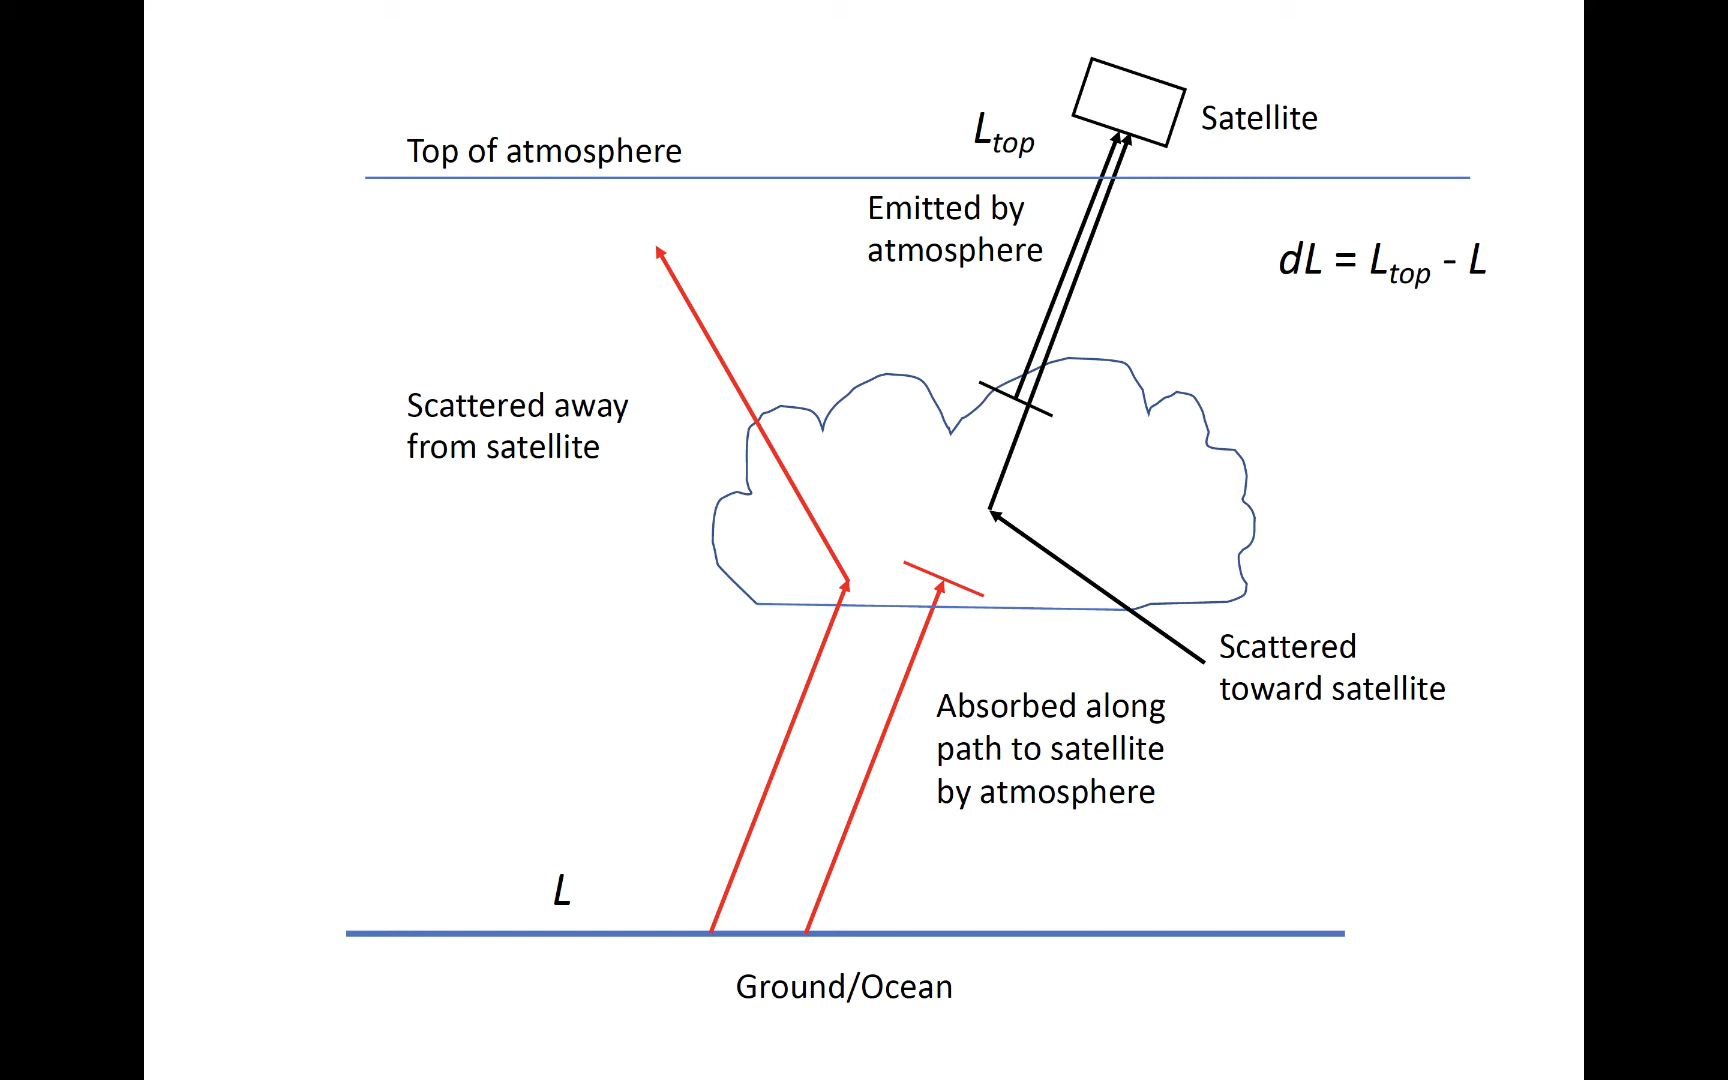 L_top
Satellite
Top of atmosphere
Emitted by
atmosphere
dL = L_top - L
Scattered away
from satellite
Scattered
toward satellite
Absorbed along
path to satellite
by atmosphere
L
Ground/Ocean